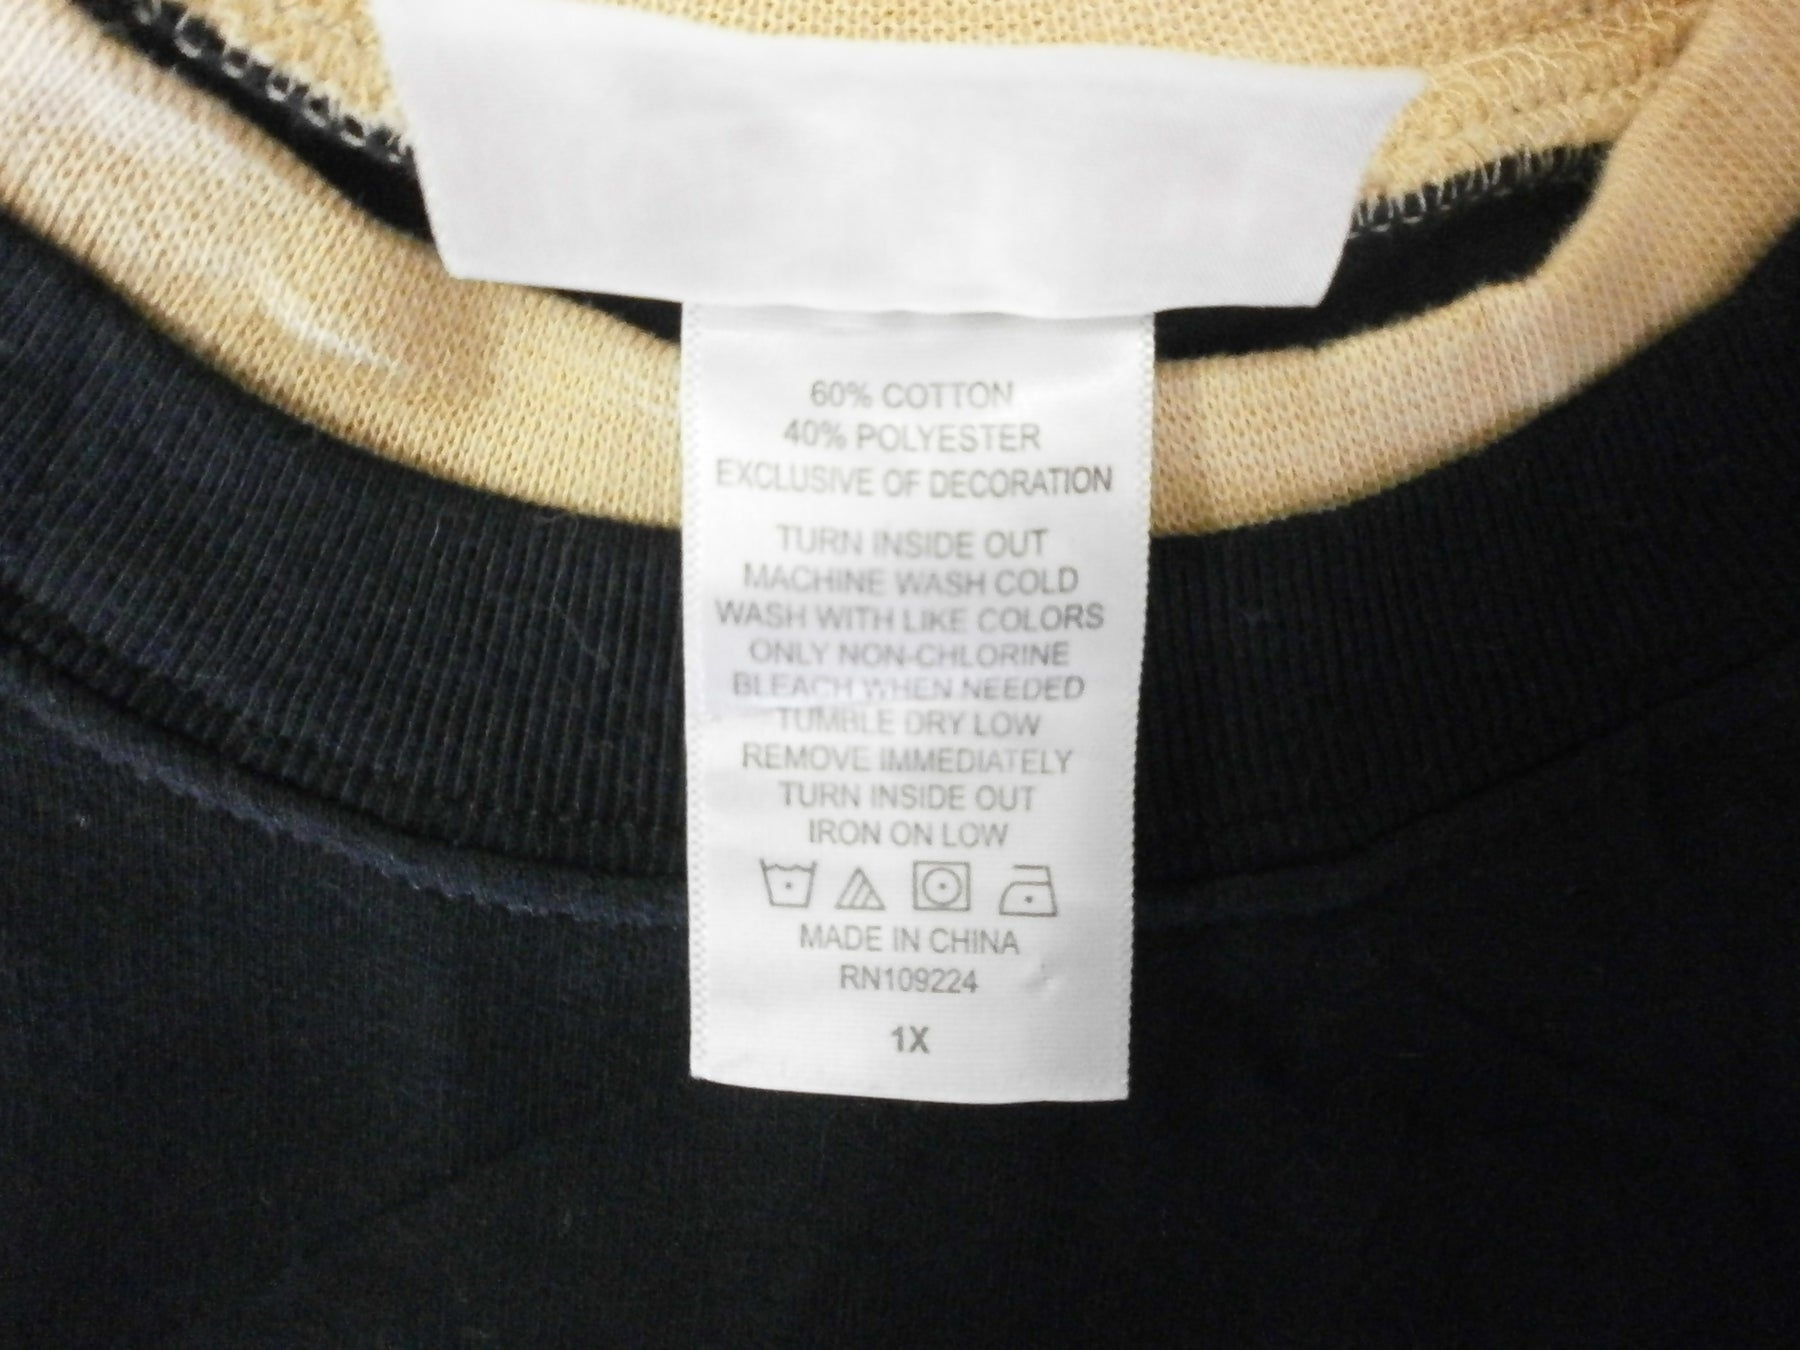 60% COTTON
40% POLYESTER
EXCLUSIVE OF DECORATION
TURN INSIDE OUT
MACHINE WASH COLD
WASH WITH LIKE COLORS
ONLY NON-CHLORINE
BLEACH WHEN NEEDED
TUMBLE DRY LOW
REMOVE IMMEDIATELY
TURN INSIDE OUT
IRON ON LOW
MADE IN CHINA
RN109224
1X